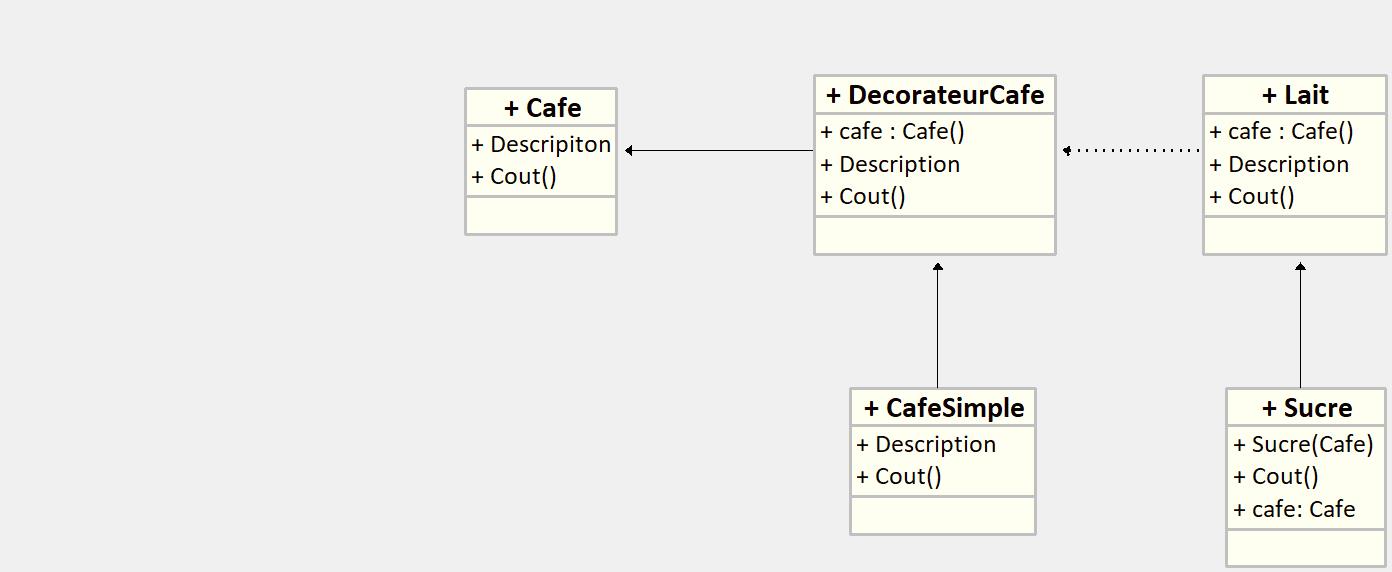 + Cafe
+ Descripiton
+ Cout()
+ DecorateurCafe
+ cafe : Cafe()
+ Description
+ Cout()
+ Lait
+ cafe : Cafe()
+ Description
+ Cout()
+ CafeSimple
+ Description
+ Cout()
+ Sucre
+ Sucre(Cafe)
+ Cout()
+ cafe: Cafe